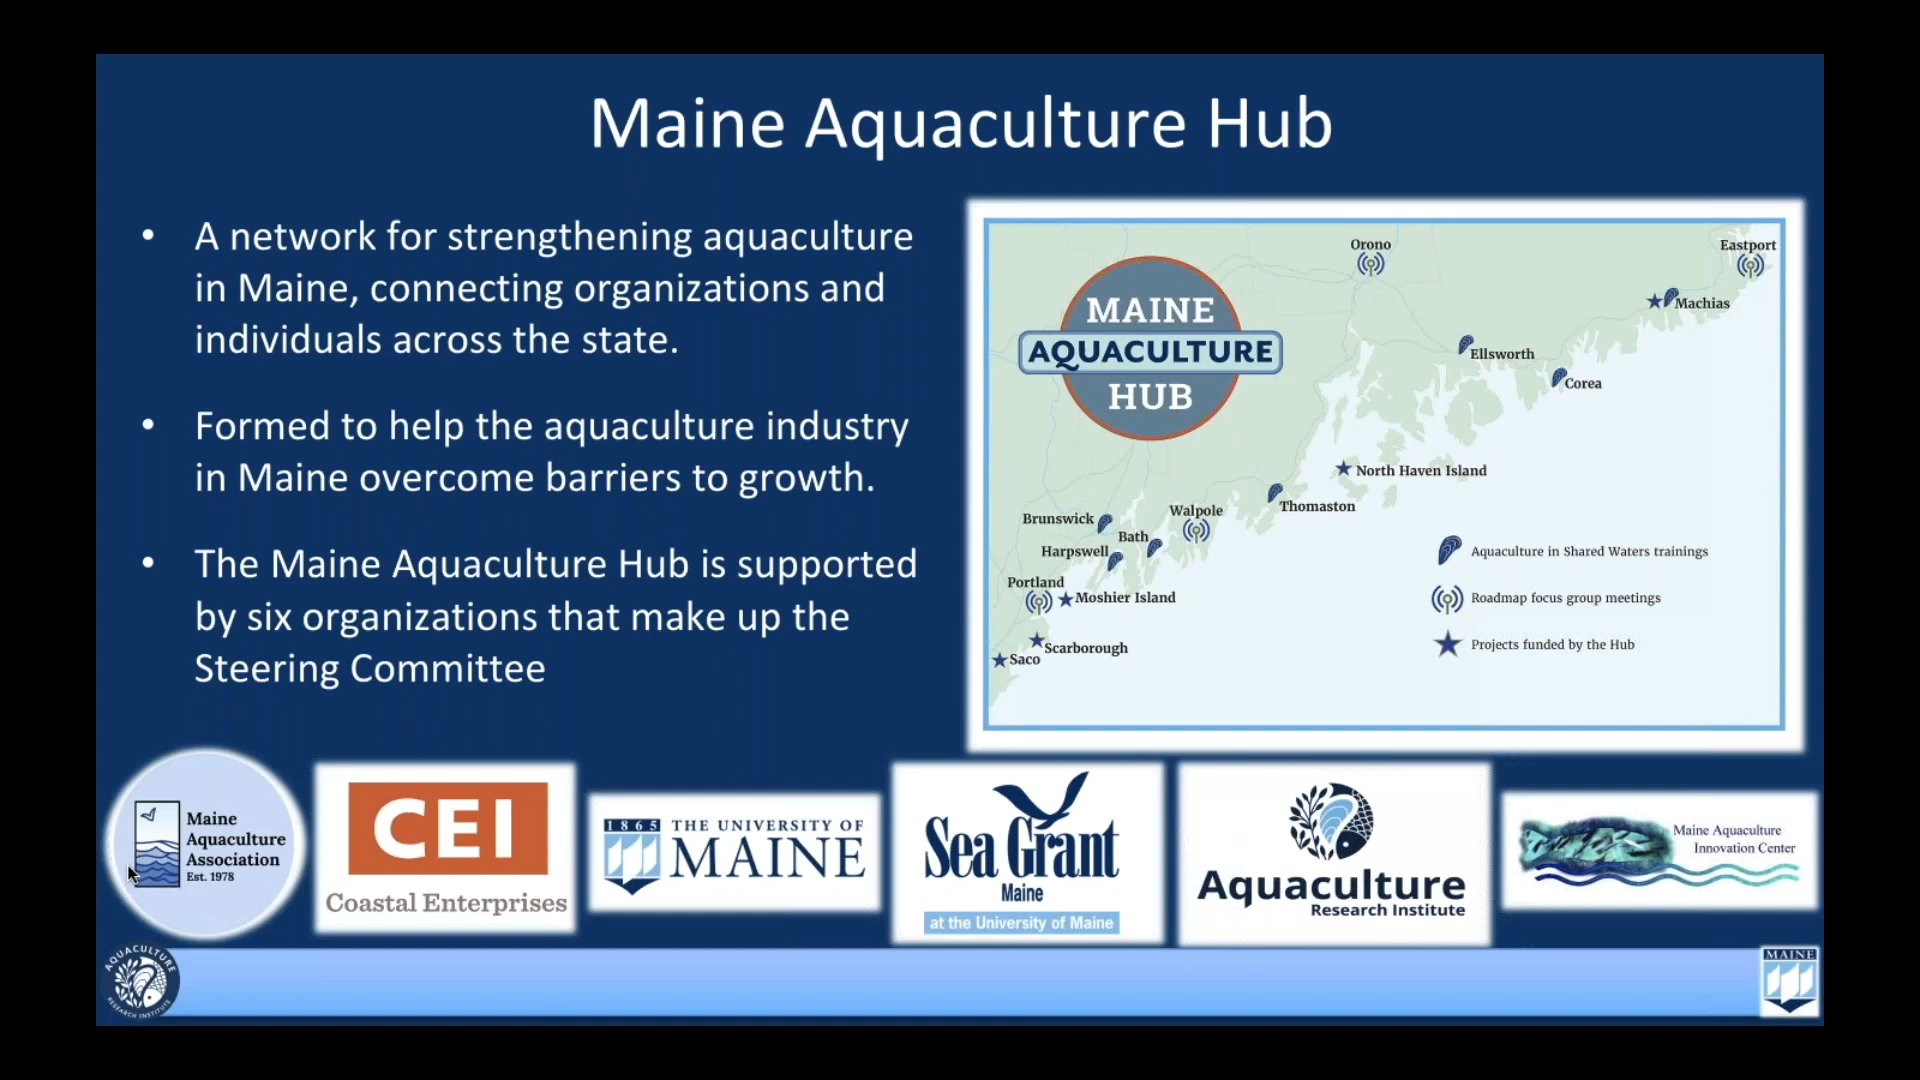 Maine Aquaculture Hub
• A network for strengthening aquaculture
in Maine, connecting organizations and
individuals across the state.
• Formed to help the aquaculture industry
in Maine overcome barriers to growth.
• The Maine Aquaculture Hub is supported
by six organizations that make up the
Steering Committee
MAINE
AQUACULTURE
HUB
Orono
Eastport
Machias
Ellsworth
Corea
North Haven Island
Thomaston
Walpole
Brunswick
Bath
Harpswell
Portland
Moshier Island
Scarborough
Saco
Aquaculture in Shared Waters trainings
Roadmap focus group meetings
Projects funded by the Hub
Maine
Aquaculture
Association
Est. 1978
CEI
Coastal Enterprises
1865 THE UNIVERSITY OF
MAINE
Sea Grant
Maine
at the University of Maine
Aquaculture
Research Institute
Maine Aquaculture
Innovation Center
AQUACULTURE
RESEARCH INSTITUTE
MAINE